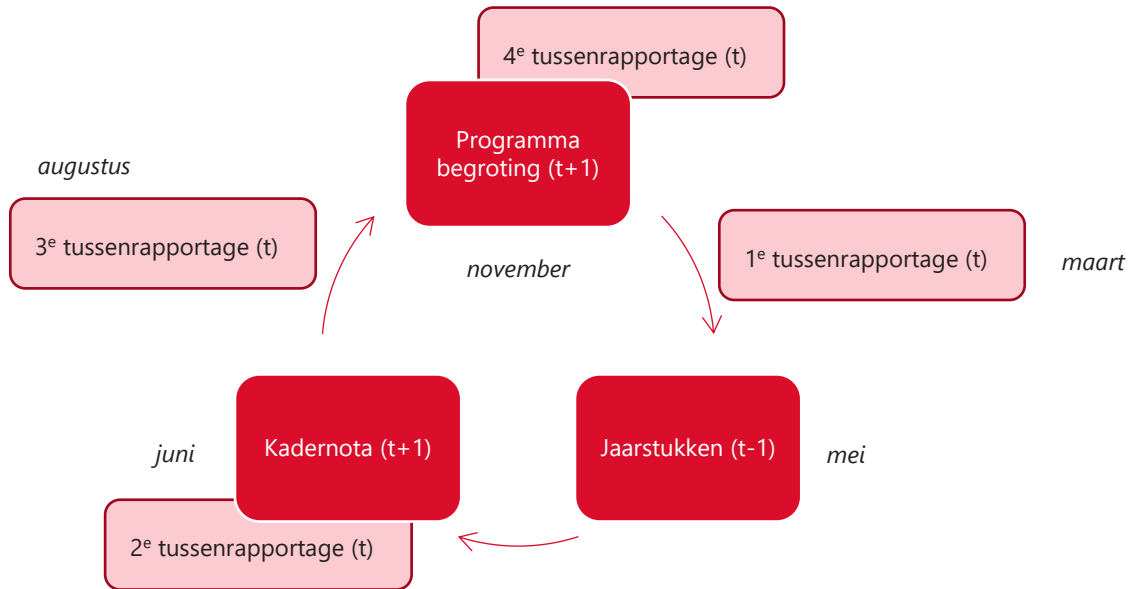 4e tussenrapportage (t)
Programma
begroting (t+1)
augustus
3e tussenrapportage (t)
november
1e tussenrapportage (t)
maart
juni
Kadernota (t+1)
Jaarstukken (t-1)
mei
2e tussenrapportage (t)